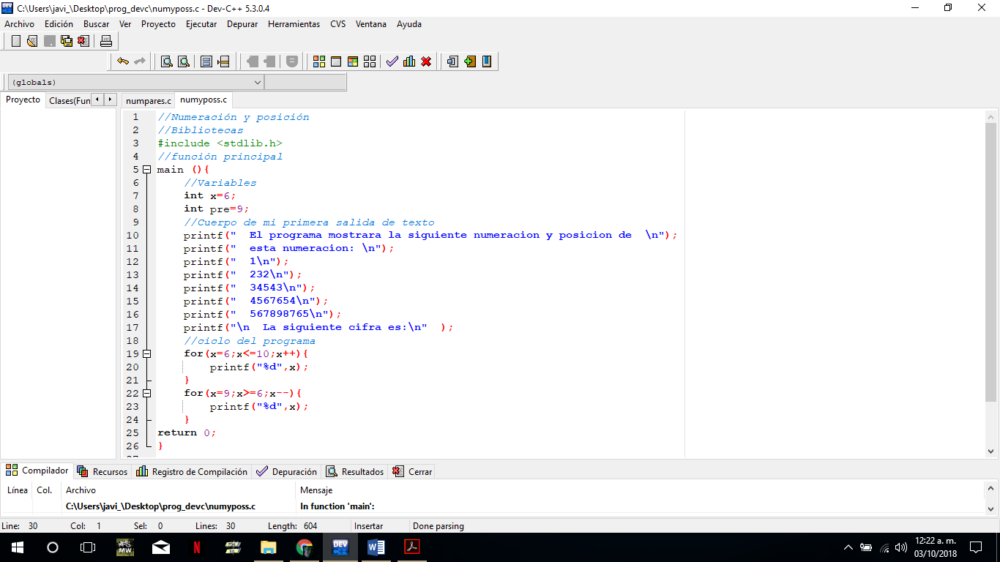 C:\Users\javi_\Desktop\prog_devc\numyposs.c - Dev-C++ 5.3.0.4
Archivo Edición Buscar Ver Proyecto Ejecutar Depurar Herramientas CVS Ventana Ayuda
(globals)
Proyecto Clases(Fun numpares.c numyposs.c
1 //Numeración y posición
2 //Bibliotecas
3 #include <stdlib.h>
4 //función principal
5 main (){
6 //Variables
7 int x=6;
8 int pre=9;
9 //Cuerpo de mi primera salida de texto
10 printf("  El programa mostrara la siguiente numeracion y posicion de  \n");
11 printf("  esta numeracion: \n");
12 printf("  1\n");
13 printf("  232\n");
14 printf("  34543\n");
15 printf("  4567654\n");
16 printf("  567898765\n");
17 printf("\n  La siguiente cifra es:\n"  );
18 //ciclo del programa
19 for(x=6;x<=10;x++){
20 printf("%d",x);
21 }
22 for(x=9;x>=6;x--){
23 printf("%d",x);
24 }
25 return 0;
26 }
Compilador Recursos Registro de Compilación Depuración Resultados Cerrar
Línea Col. Archivo Mensaje
C:\Users\javi_\Desktop\prog_devc\numyposs.c In function 'main':
Line: 30 Col: 1 Sel: 0 Lines: 30 Length: 604 Insertar Done parsing
12:22 a. m.
03/10/2018